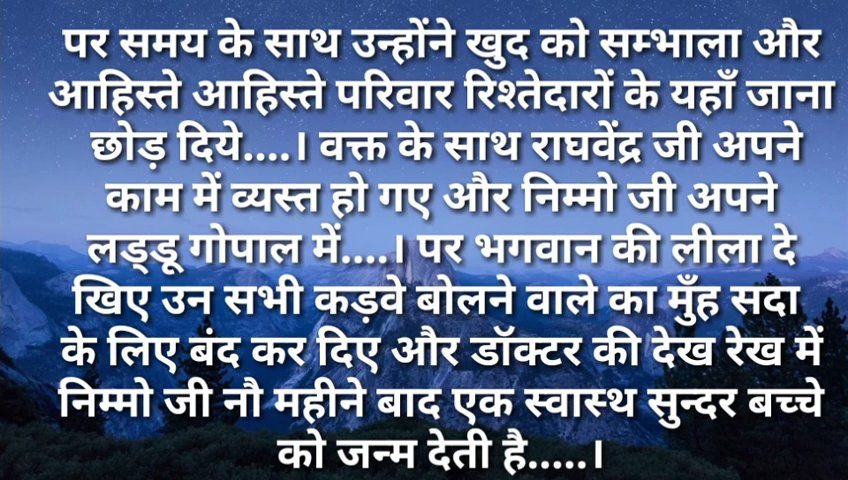 पर समय के साथ उन्होंने खुद को सम्भाला और
आहिस्ते आहिस्ते परिवार रिश्तेदारों के यहाँ जाना
छोड़ दिये....। वक्त के साथ राघवेंद्र जी अपने
काम में व्यस्त हो गए और निम्मो जी अपने
लड्डू गोपाल में....। पर भगवान की लीला दे
खिए उन सभी कड़वे बोलने वाले का मुँह सदा
के लिए बंद कर दिए और डॉक्टर की देख रेख में
निम्मो जी नौ महीने बाद एक स्वास्थ सुन्दर बच्चे
को जन्म देती है.....।